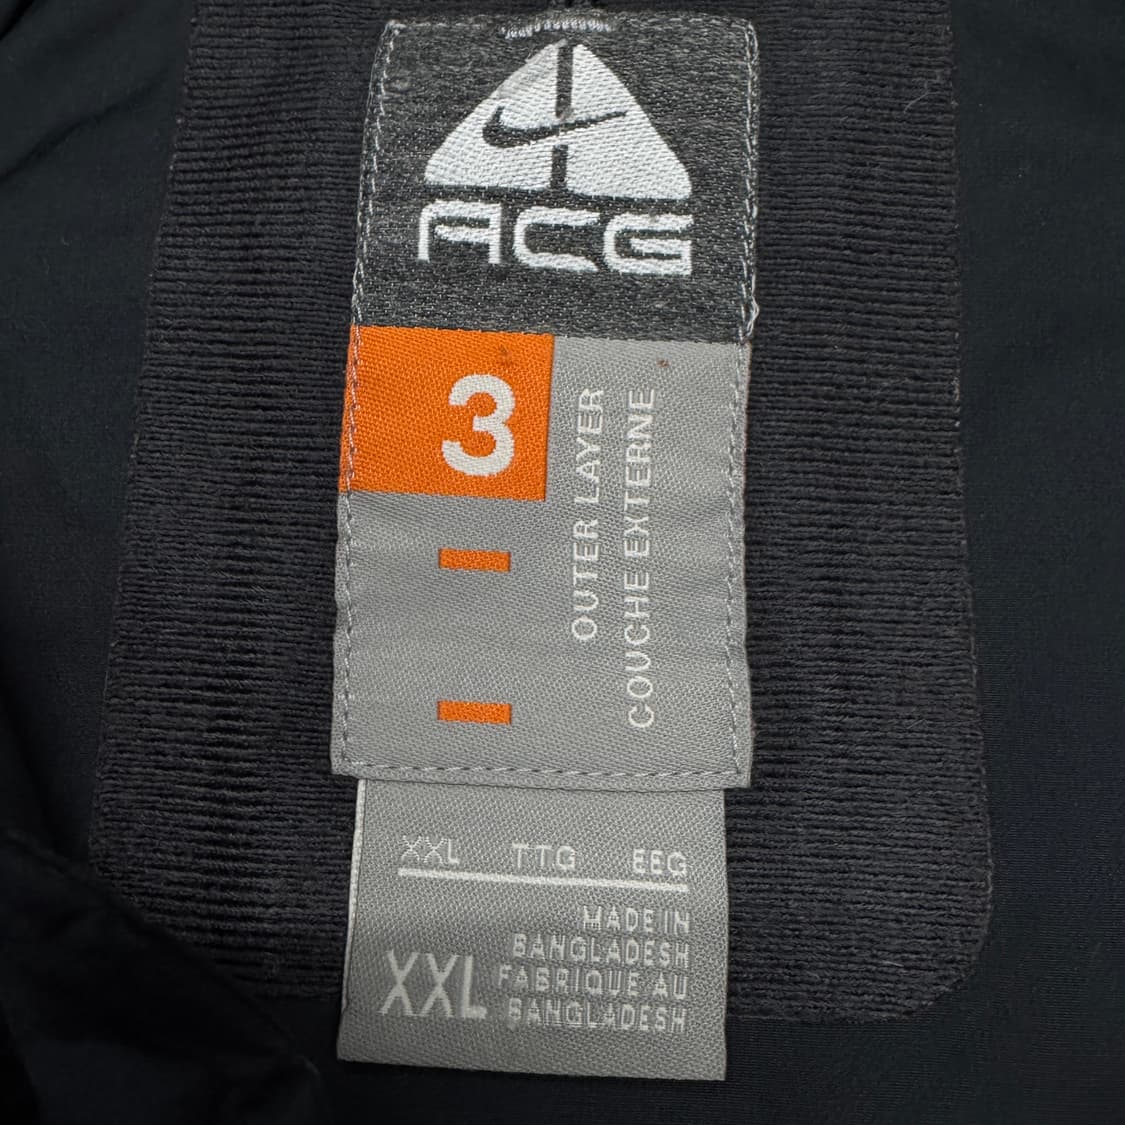 ACG
3
OUTER LAYER
COUCHE EXTERNE
XXL TTG EEG
XXL
MADE IN
BANGLADESH
FABRIQUE AU
BANGLADESH